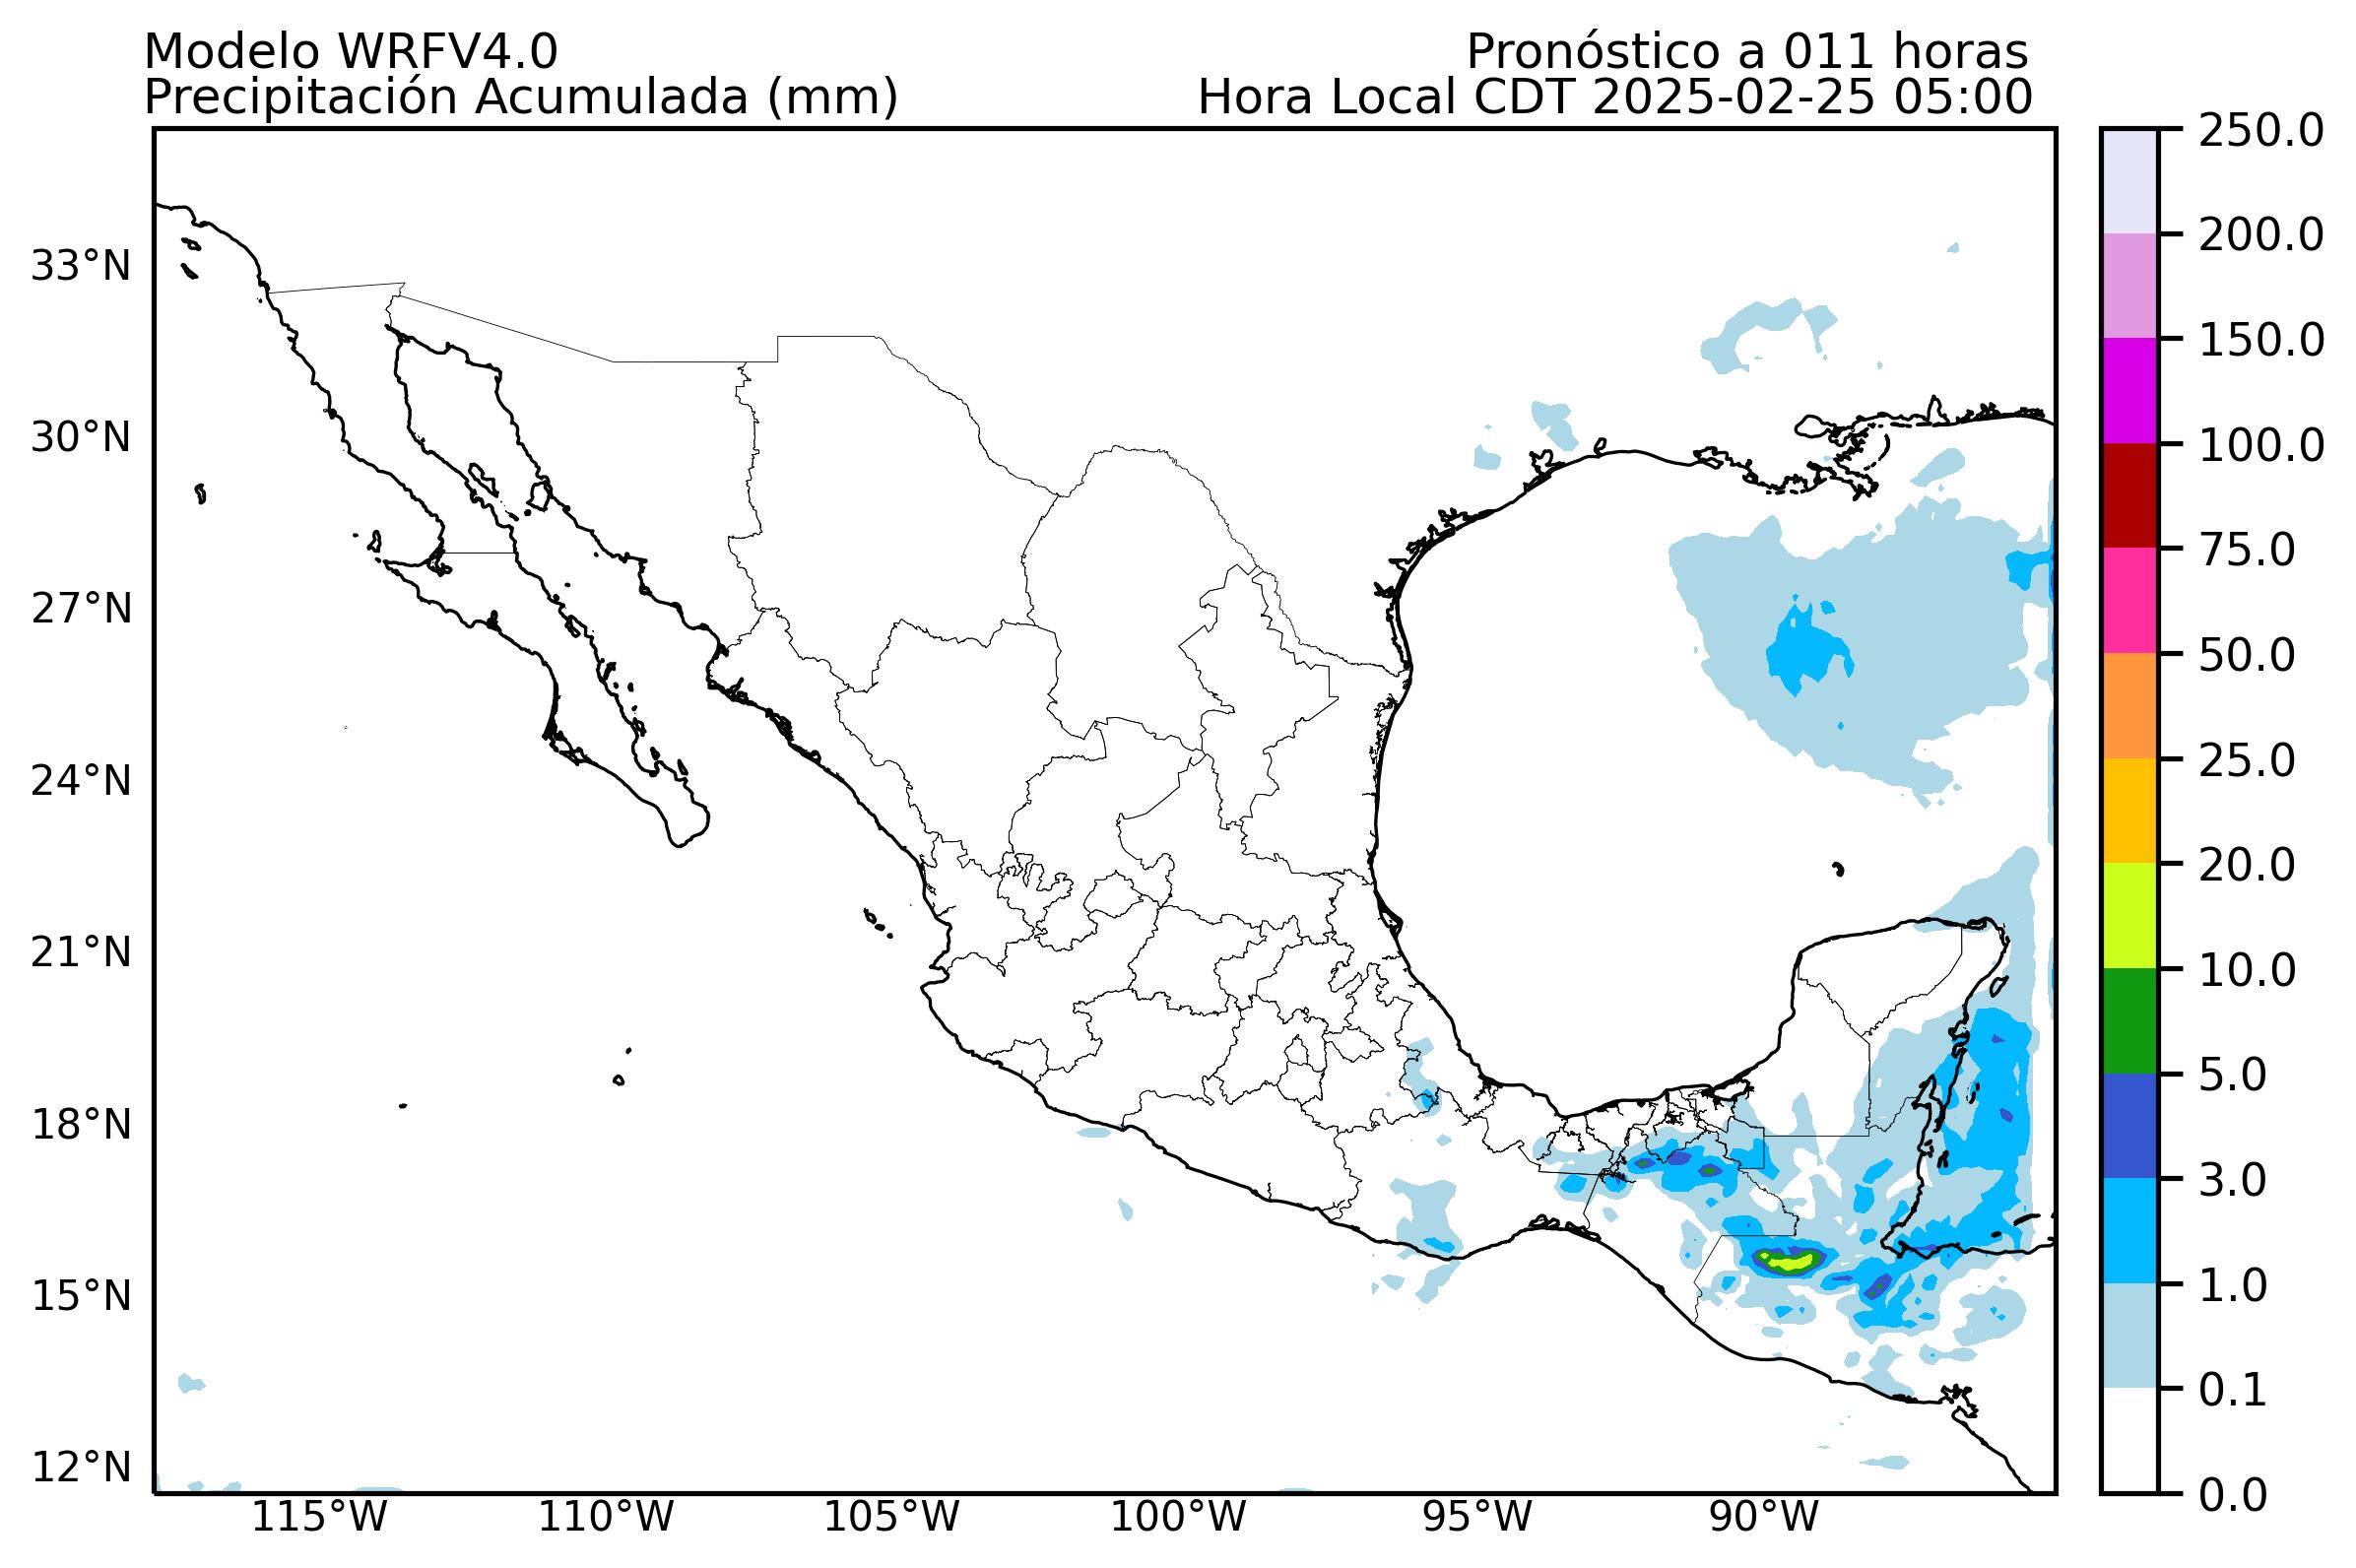 Modelo WRFV4.0
Pronóstico a 011 horas
Precipitación Acumulada (mm)
Hora Local CDT 2025-02-25 05:00
33°N
30°N
27°N
24°N
21°N
18°N
15°N
12°N
115°W
110°W
105°W
100°W
95°W
90°W
250.0
200.0
150.0
100.0
75.0
50.0
25.0
20.0
10.0
5.0
3.0
1.0
0.1
0.0